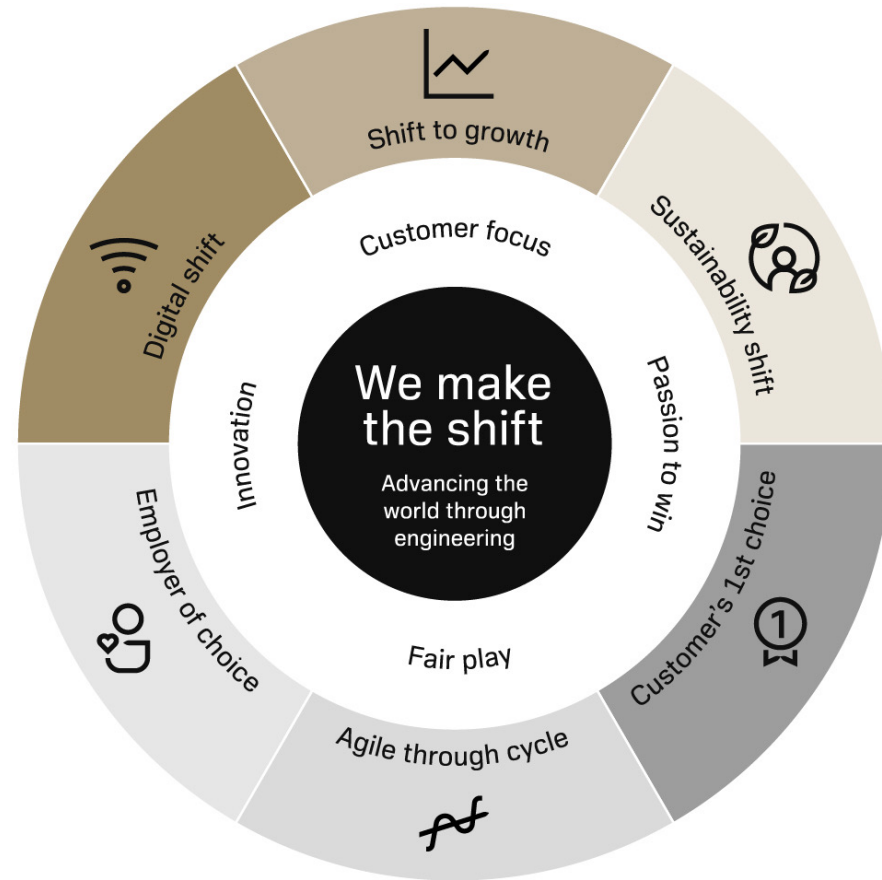 Shift to growth
Sustainability shift
Customer's 1st choice
1
Agile through cycle
Employer of choice
Digital shift
Customer focus
Passion to win
Fair play
Innovation
We make
the shift
Advancing the
world through
engineering